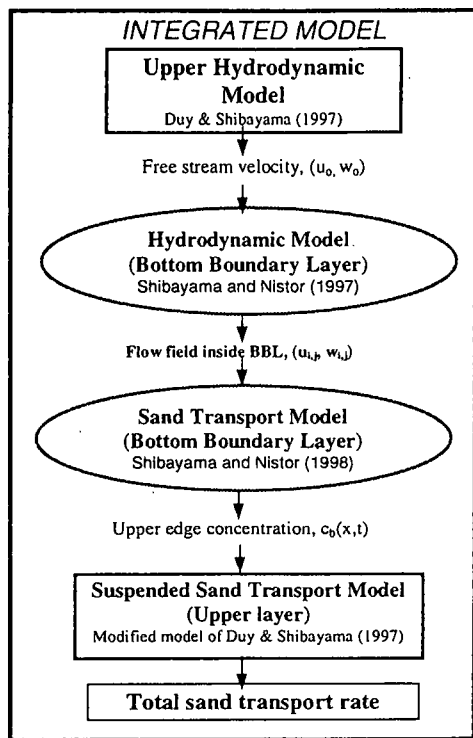 INTEGRATED MODEL
Upper Hydrodynamic
Model
Duy & Shibayama (1997)
Free stream velocity, (uo, wo)
Hydrodynamic Model
(Bottom Boundary Layer)
Shibayama and Nistor (1997)
Flow field inside BBL, (ui,j, wi,j)
Sand Transport Model
(Bottom Boundary Layer)
Shibayama and Nistor (1998)
Upper edge concentration, cb(x,t)
Suspended Sand Transport Model
(Upper layer)
Modified model of Duy & Shibayama (1997)
Total sand transport rate